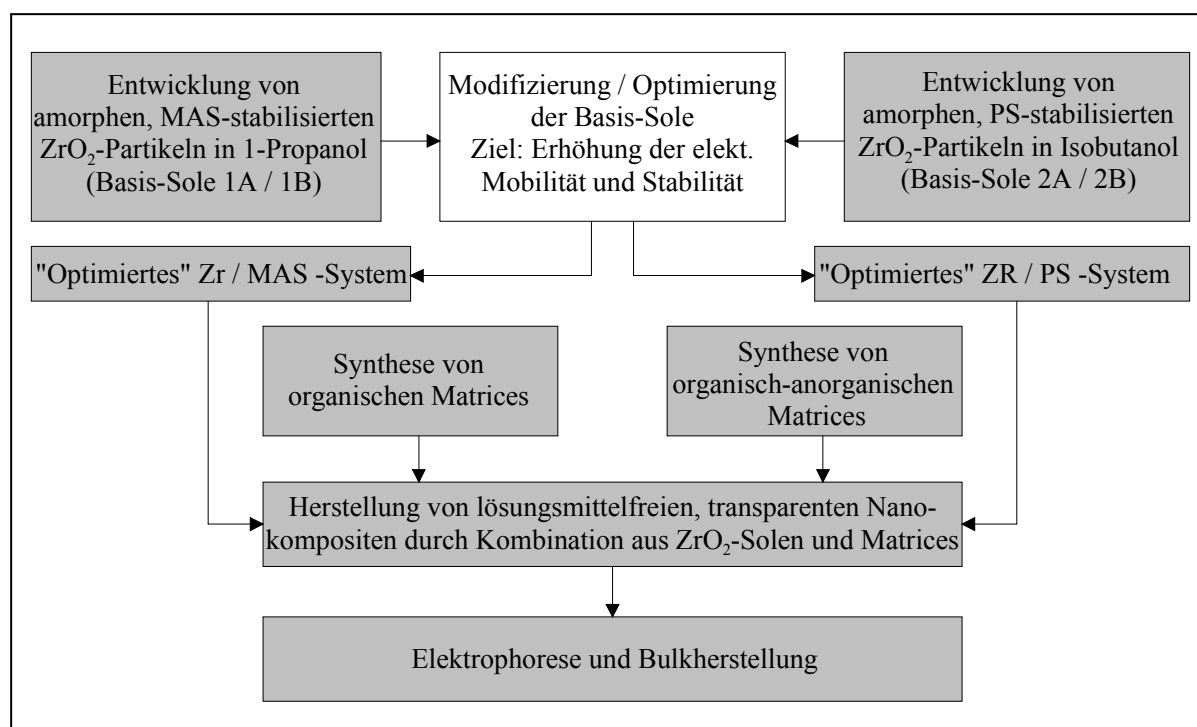 Entwicklung von
amorphen, MAS-stabilisierten
ZrO₂-Partikeln in 1-Propanol
(Basis-Sole 1A / 1B)
Modifizierung / Optimierung
der Basis-Sole
Ziel: Erhöhung der elekt.
Mobilität und Stabilität
Entwicklung von
amorphen, PS-stabilisierten
ZrO₂-Partikeln in Isobutanol
(Basis-Sole 2A / 2B)
"Optimiertes" Zr / MAS -System
"Optimiertes" ZR / PS -System
Synthese von
organischen Matrices
Synthese von
organisch-anorganischen
Matrices
Herstellung von lösungsmittelfreien, transparenten Nano-
kompositen durch Kombination aus ZrO₂-Solen und Matrices
Elektrophorese und Bulkherstellung